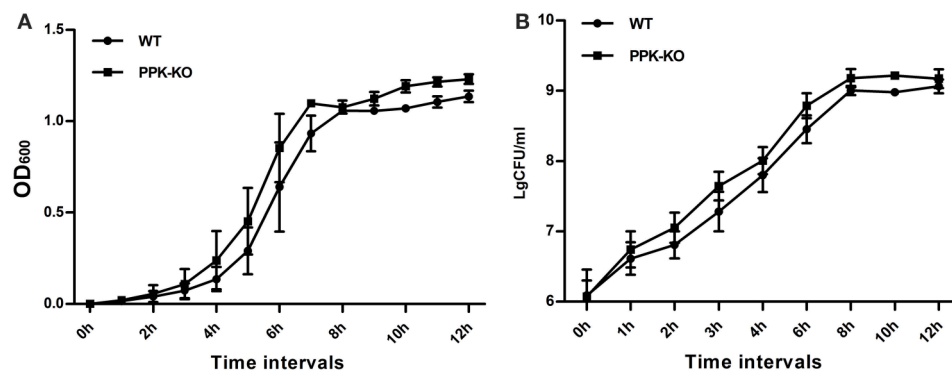 A
WT
PPK-KO
OD600
1.5
1.0
0.5
0.0
0h
2h
4h
6h
8h
10h
12h
Time intervals
B
WT
PPK-KO
LgCFU/ml
10
9
8
7
6
0h
1h
2h
3h
4h
6h
8h
10h
12h
Time intervals